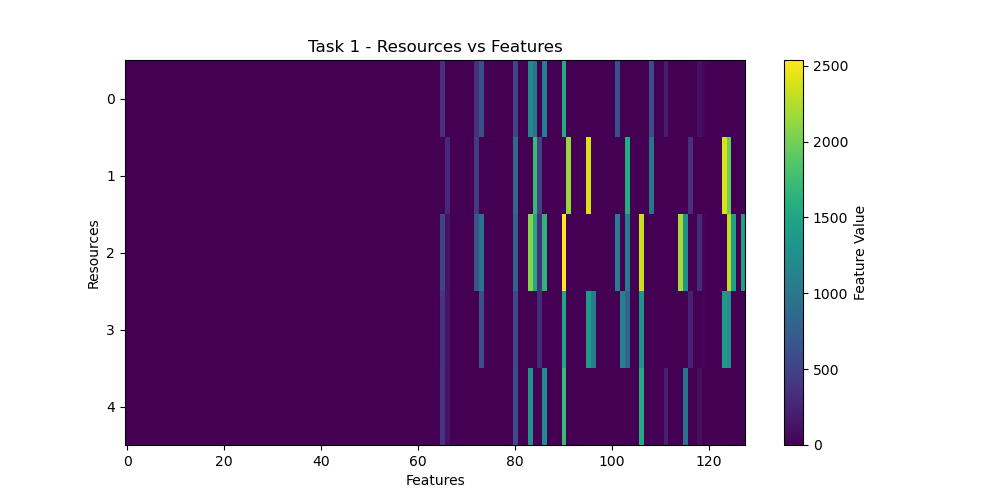 Task 1 - Resources vs Features
Resources
0
1
2
3
4
0 20 40 60 80 100 120
Features
2500
2000
1500
1000
500
0
Feature Value